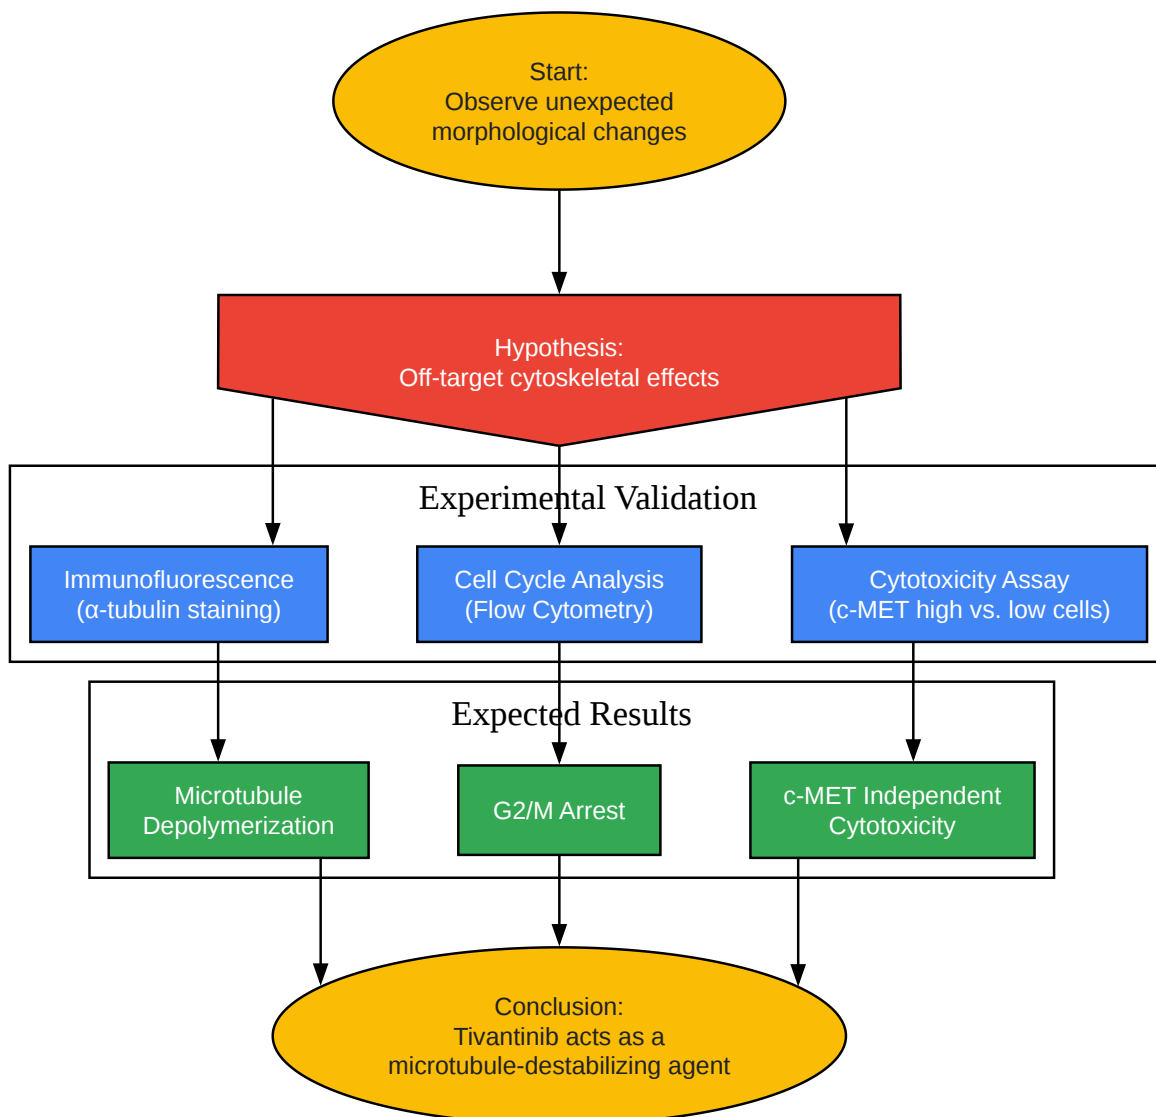 Start:
Observe unexpected
morphological changes
Hypothesis:
Off-target cytoskeletal effects
Experimental Validation
Immunofluorescence
(α-tubulin staining)
Cell Cycle Analysis
(Flow Cytometry)
Cytotoxicity Assay
(c-MET high vs. low cells)
Expected Results
Microtubule
Depolymerization
G2/M Arrest
c-MET Independent
Cytotoxicity
Conclusion:
Tivantinib acts as a
microtubule-destabilizing agent